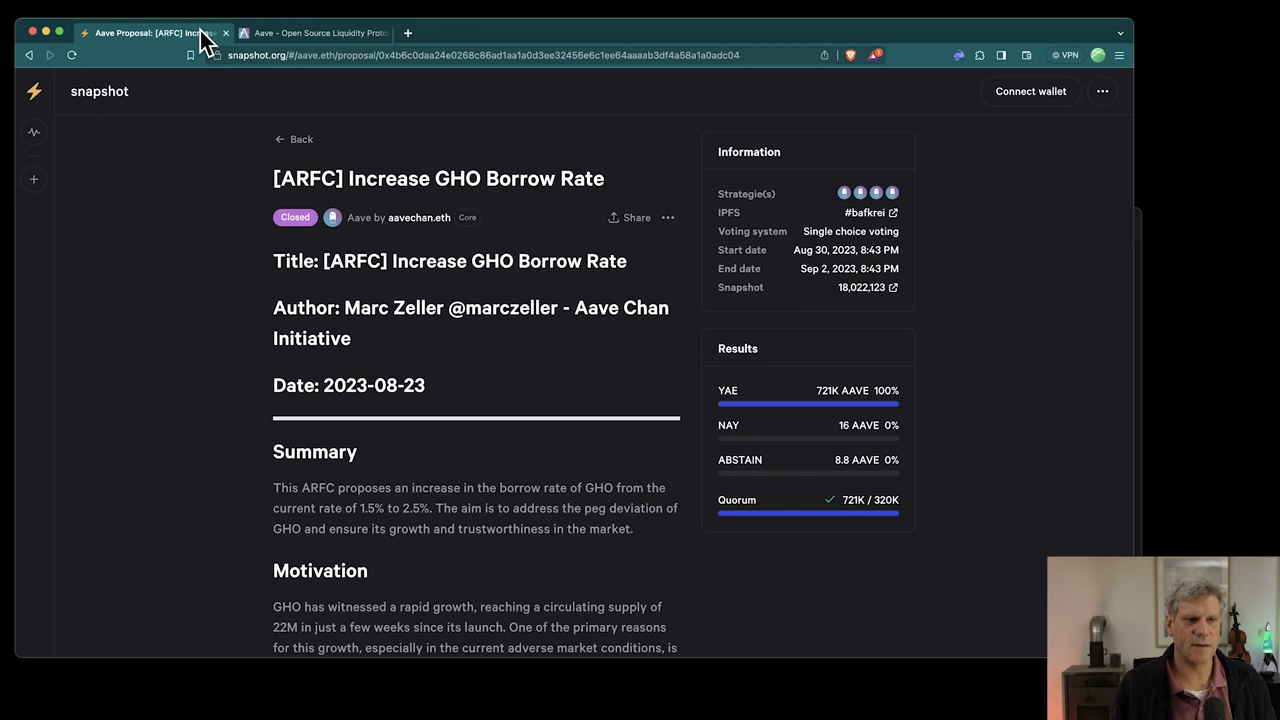 Aave Proposal: [ARFC] Increase
Aave - Open Source Liquidity Proto
snapshot.org/#/aave.eth/proposal/0x4b6c0daa24e0268c86ad1aa1a0d3ee32456e6c1ee64aaaab3df4a58a1a0adc04
1
VPN
snapshot
Connect wallet
Back
[ARFC] Increase GHO Borrow Rate
Closed Aave by aavechan.eth Core
Share
Title: [ARFC] Increase GHO Borrow Rate
Author: Marc Zeller @marczeller - Aave Chan
Initiative
Date: 2023-08-23
Summary
This ARFC proposes an increase in the borrow rate of GHO from the
current rate of 1.5% to 2.5%. The aim is to address the peg deviation of
GHO and ensure its growth and trustworthiness in the market.
Motivation
GHO has witnessed a rapid growth, reaching a circulating supply of
22M in just a few weeks since its launch. One of the primary reasons
for this growth, especially in the current adverse market conditions, is
Information
Strategie(s)
IPFS #bafkrei
Voting system Single choice voting
Start date Aug 30, 2023, 8:43 PM
End date Sep 2, 2023, 8:43 PM
Snapshot 18,022,123
Results
YAE 721K AAVE 100%
NAY 16 AAVE 0%
ABSTAIN 8.8 AAVE 0%
Quorum 721K / 320K